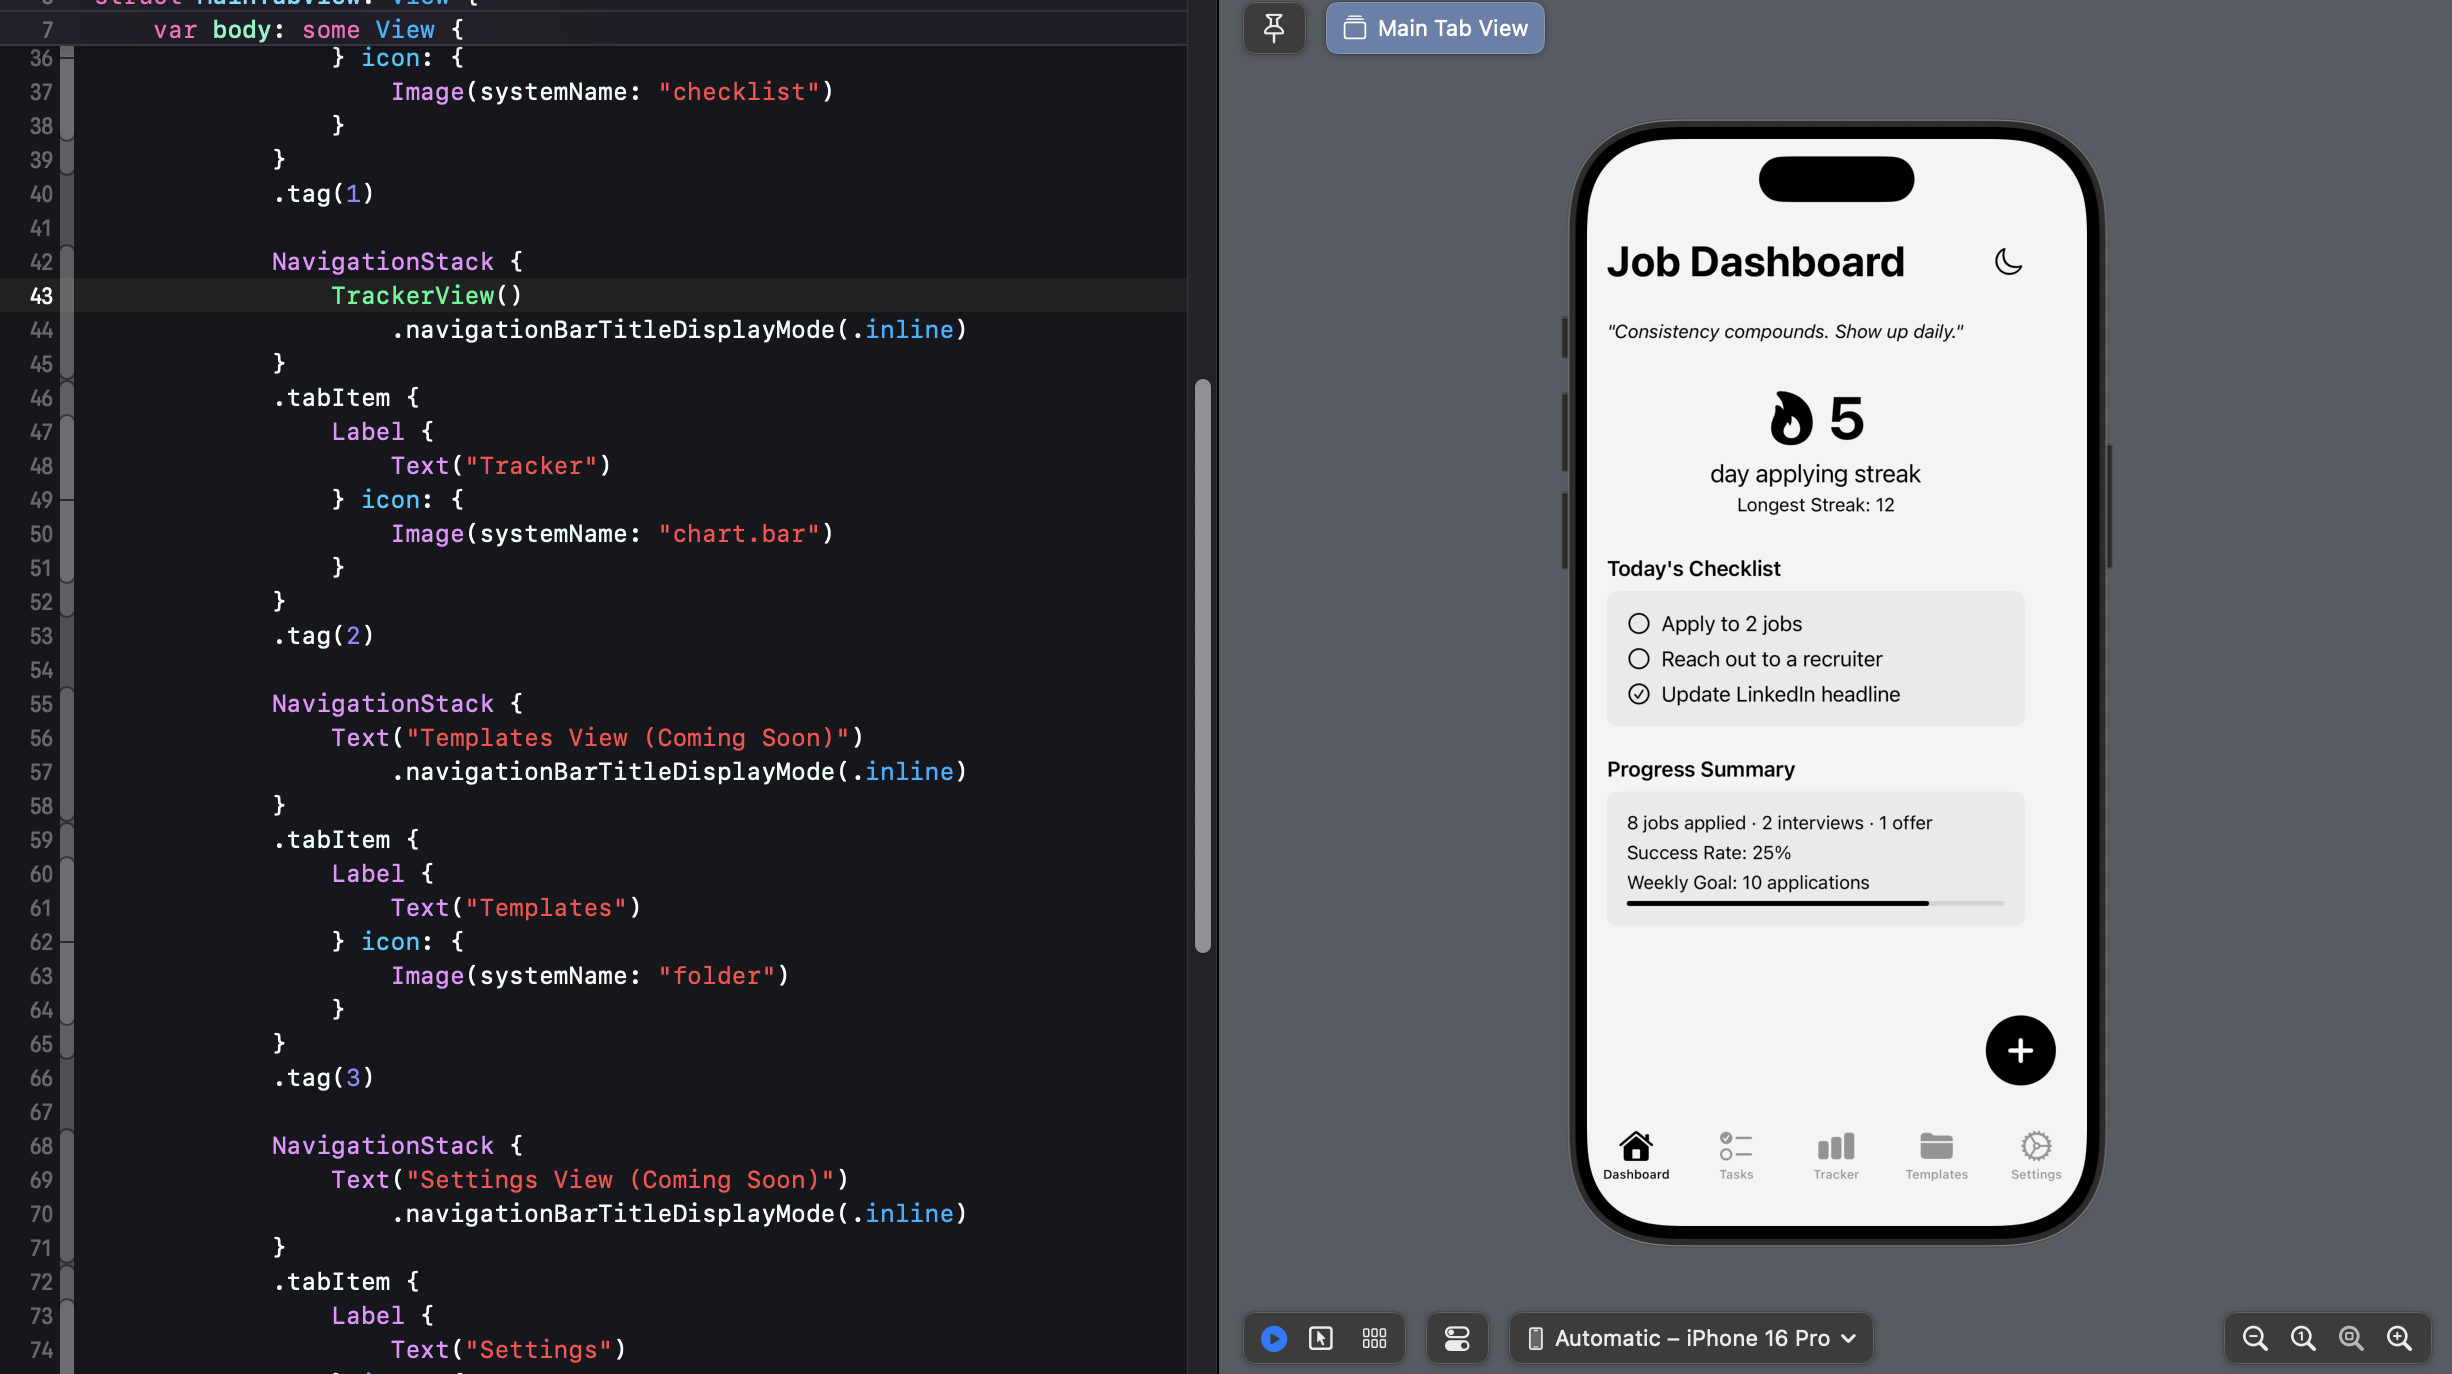 struct MainTabView: View {
7 var body: some View {
36 } icon: {
37 Image(systemName: "checklist")
38 }
39 }
40 .tag(1)
41
42 NavigationStack {
43 TrackerView()
44 .navigationBarTitleDisplayMode(.inline)
45 }
46 .tabItem {
47 Label {
48 Text("Tracker")
49 } icon: {
50 Image(systemName: "chart.bar")
51 }
52 }
53 .tag(2)
54
55 NavigationStack {
56 Text("Templates View (Coming Soon)")
57 .navigationBarTitleDisplayMode(.inline)
58 }
59 .tabItem {
60 Label {
61 Text("Templates")
62 } icon: {
63 Image(systemName: "folder")
64 }
65 }
66 .tag(3)
67
68 NavigationStack {
69 Text("Settings View (Coming Soon)")
70 .navigationBarTitleDisplayMode(.inline)
71 }
72 .tabItem {
73 Label {
74 Text("Settings")
Main Tab View
Job Dashboard
"Consistency compounds. Show up daily."
5
day applying streak
Longest Streak: 12
Today's Checklist
Apply to 2 jobs
Reach out to a recruiter
Update LinkedIn headline
Progress Summary
8 jobs applied · 2 interviews · 1 offer
Success Rate: 25%
Weekly Goal: 10 applications
Dashboard Tasks Tracker Templates Settings
Automatic – iPhone 16 Pro